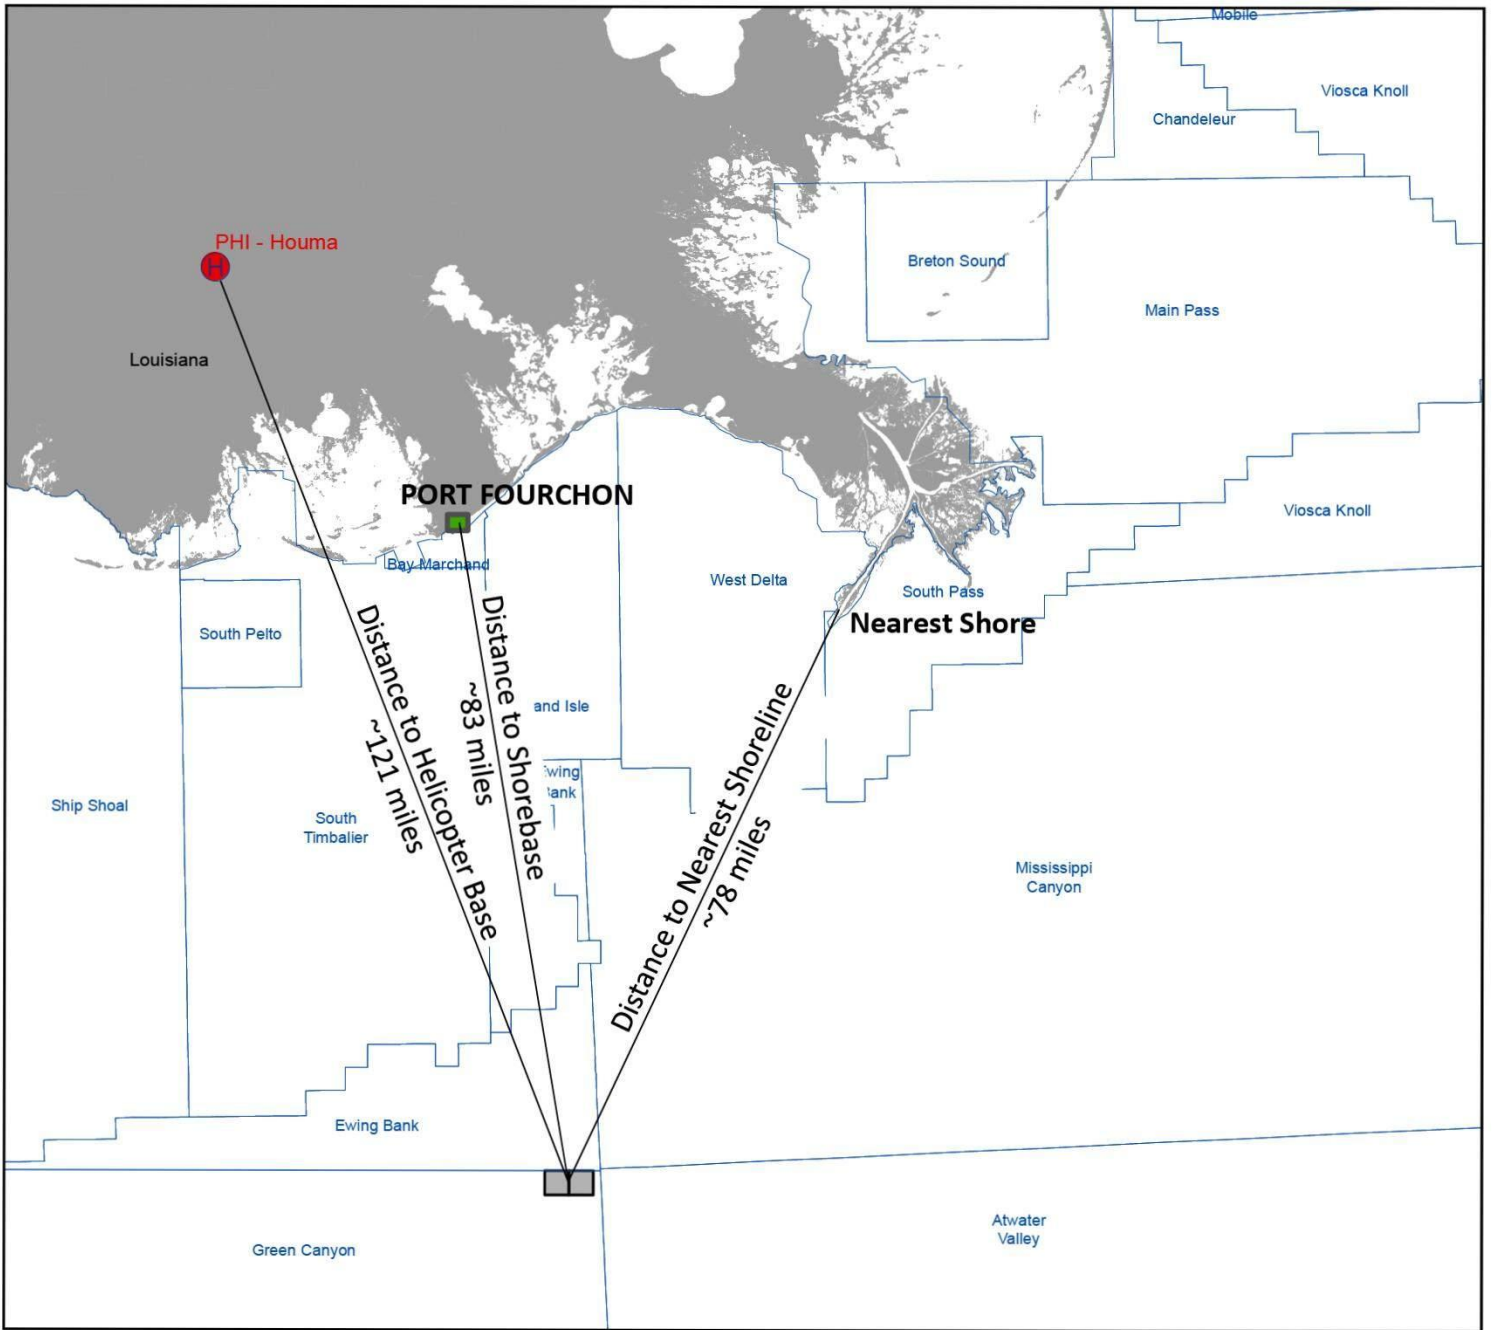 Mobile
Viosca Knoll
Chandeleur
PHI - Houma
H
Breton Sound
Main Pass
Louisiana
PORT FOURCHON
Viosca Knoll
Bay Marchand
West Delta
South Pass
Nearest Shore
South Pelto
Distance to Helicopter Base
~121 miles
Distance to Shorebase
~83 miles
and Isle
Distance to Nearest Shoreline
~78 miles
Ship Shoal
South
Timbalier
wing
ank
Mississippi
Canyon
Ewing Bank
Green Canyon
Atwater
Valley